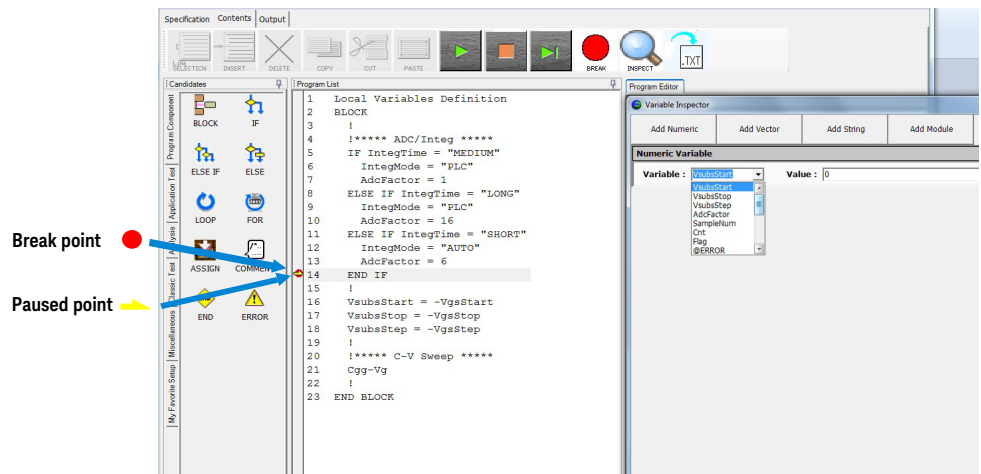 Specification Contents Output
LINE SELECTION INSERT DELETE COPY CUT PASTE BREAK INSPECT .TXT
Candidates
Program List
Program Editor
Program Component
Application Test
Analysis
Classic Test
Miscellaneous
My Favorite Setup
BLOCK IF
ELSE IF ELSE
LOOP FOR
ASSIGN COMMENT
END ERROR
Break point
Paused point
1 Local Variables Definition
2 BLOCK
3 !
4 !***** ADC/Integ *****
5 IF IntegTime = "MEDIUM"
6 IntegMode = "PLC"
7 AdcFactor = 1
8 ELSE IF IntegTime = "LONG"
9 IntegMode = "PLC"
10 AdcFactor = 16
11 ELSE IF IntegTime = "SHORT"
12 IntegMode = "AUTO"
13 AdcFactor = 6
14 END IF
15 !
16 VsubsStart = -VgsStart
17 VsubsStop = -VgsStop
18 VsubsStep = -VgsStep
19 !
20 !***** C-V Sweep *****
21 Cgg-Vg
22 !
23 END BLOCK
Variable Inspector
Add Numeric Add Vector Add String Add Module
Numeric Variable
Variable : VsubsStart Value : 0
VsubsStart
VsubsStop
VsubsStep
AdcFactor
SampleNum
Cnt
Flag
@ERROR